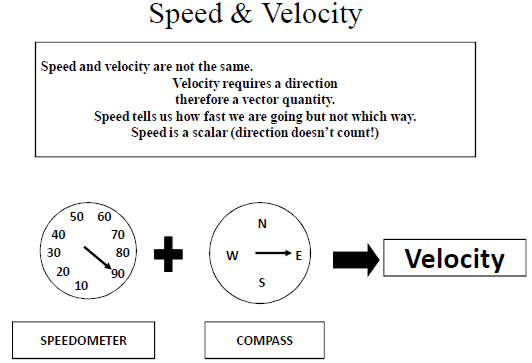 Speed & Velocity
Speed and velocity are not the same.
Velocity requires a direction
therefore a vector quantity.
Speed tells us how fast we are going but not which way.
Speed is a scalar (direction doesn't count!)
50 60
40 70
30 80
20 90
10
N
W E
S
Velocity
SPEEDOMETER
COMPASS